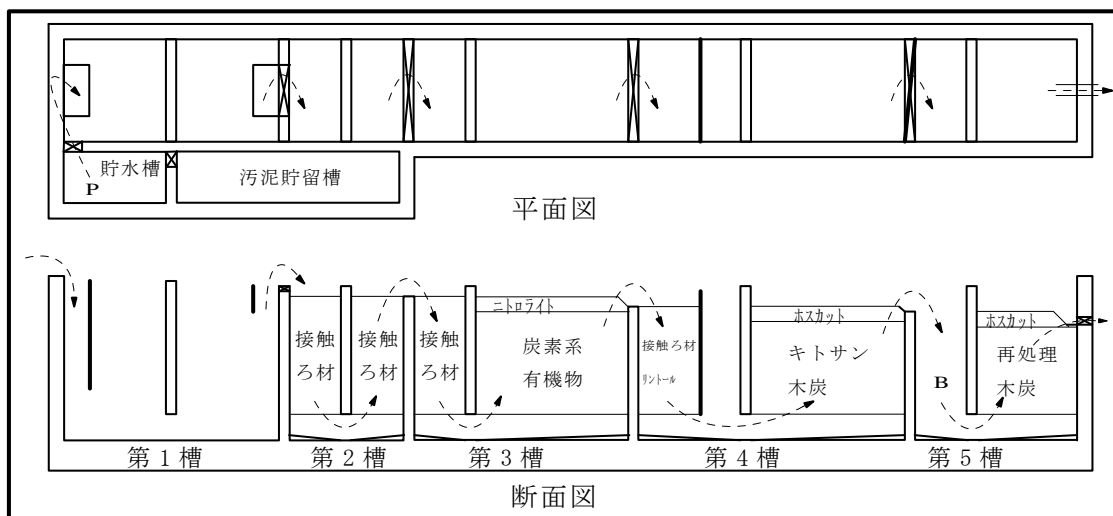 貯水槽
P
汚泥貯留槽
平面図
ニトロライト
ホスカット
ホスカット
接触
ろ材
接触
ろ材
接触
ろ材
炭素系
有機物
接触ろ材
リントール
キトサン
木炭
B
再処理
木炭
第1槽
第2槽
第3槽
第4槽
第5槽
断面図